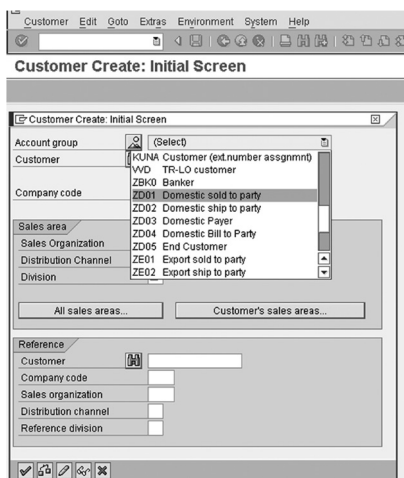 Customer Edit Goto Extras Environment System Help
Customer Create: Initial Screen
Customer Create: Initial Screen
Account group (Select)
Customer
Company code
KUNA Customer (ext.number assgnmnt)
VVD TR-LO customer
ZBK0 Banker
ZD01 Domestic sold to party
ZD02 Domestic ship to party
ZD03 Domestic Payer
ZD04 Domestic Bill to Party
ZD05 End Customer
ZE01 Export sold to party
ZE02 Export ship to party
Sales area
Sales Organization
Distribution Channel
Division
All sales areas... Customer's sales areas...
Reference
Customer
Company code
Sales organization
Distribution channel
Reference division